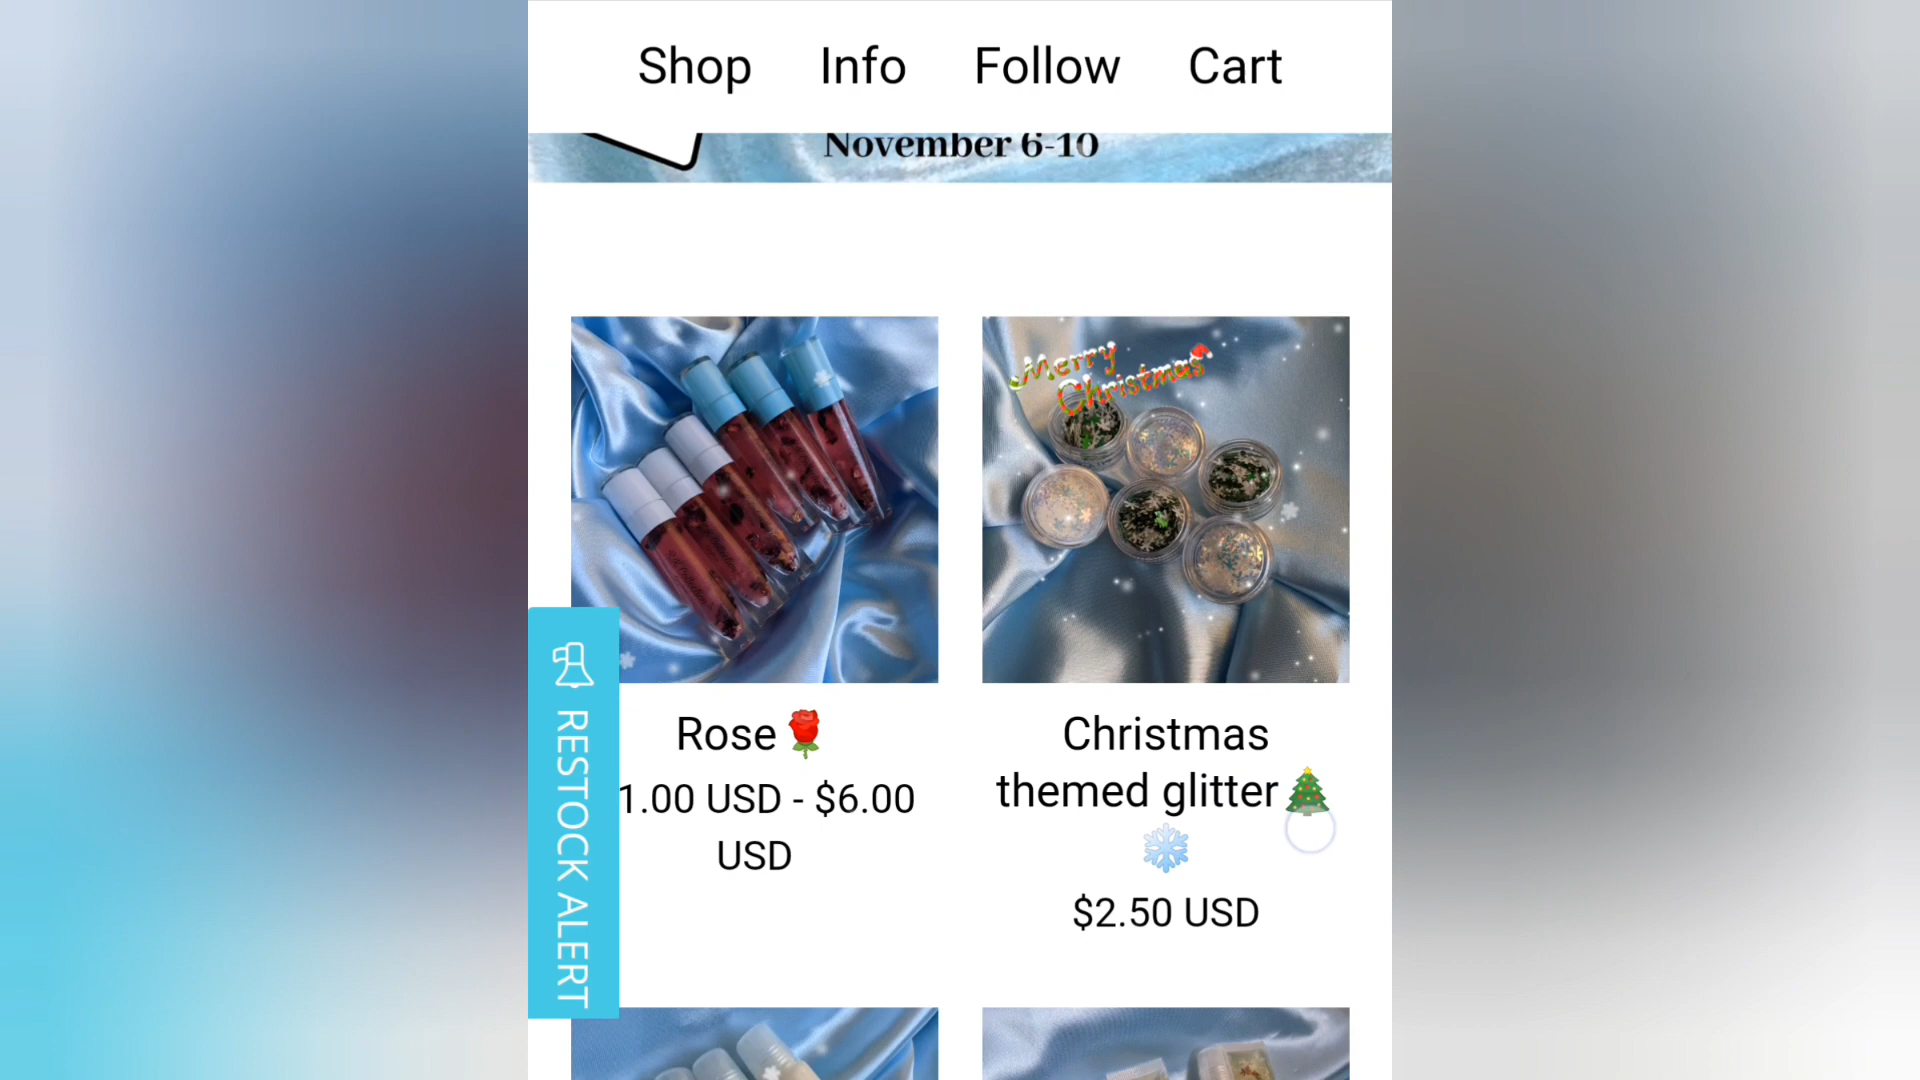 Shop Info Follow Cart
November 6-10
Merry
Christmas
Rose🌹
1.00 USD - $6.00
USD
Christmas
themed glitter🎄
❄️
$2.50 USD
RESTOCK ALERT